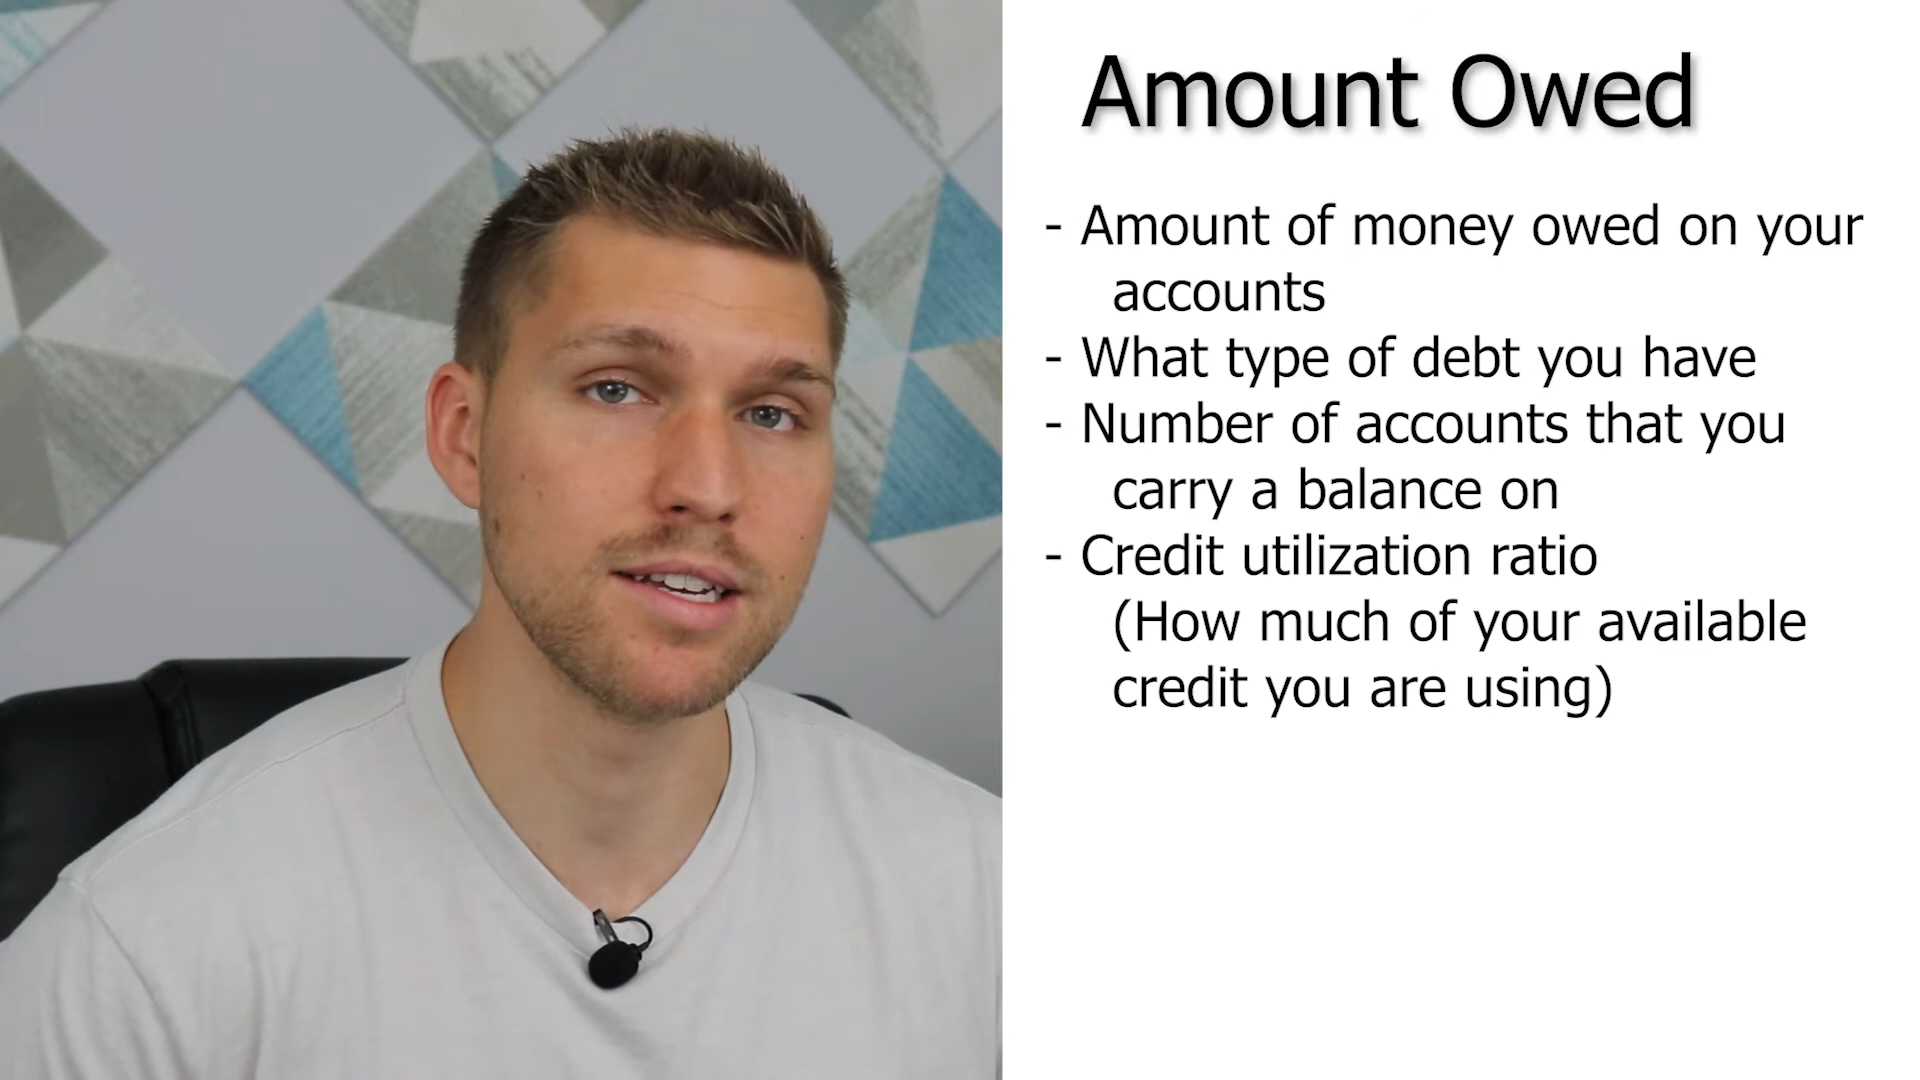 Amount Owed
- Amount of money owed on your
accounts
- What type of debt you have
- Number of accounts that you
carry a balance on
- Credit utilization ratio
(How much of your available
credit you are using)